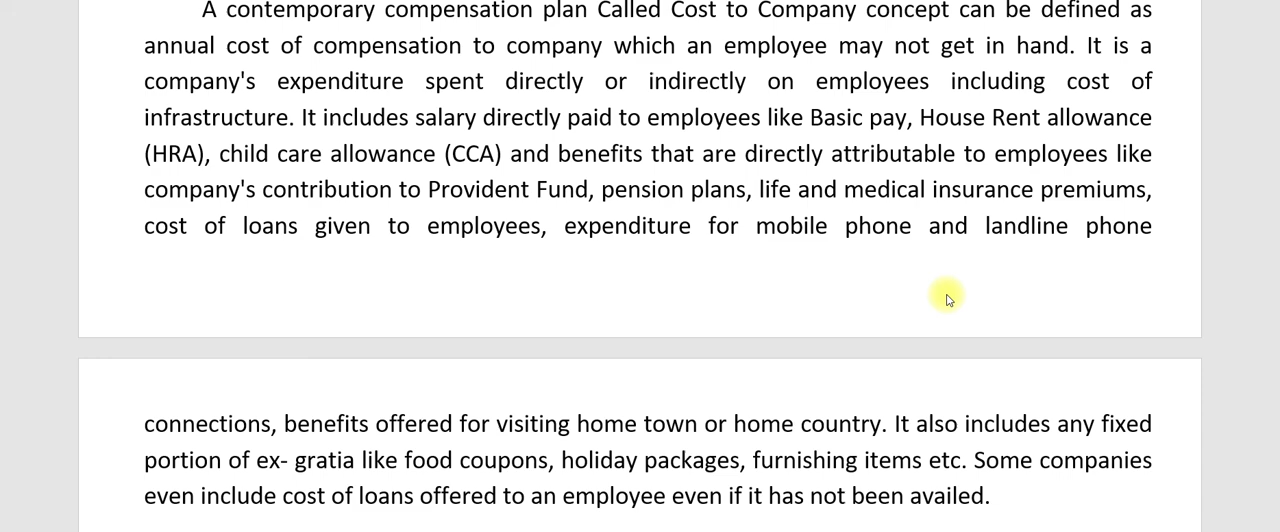 A contemporary compensation plan Called Cost to Company concept can be defined as
annual cost of compensation to company which an employee may not get in hand. It is a
company's expenditure spent directly or indirectly on employees including cost of
infrastructure. It includes salary directly paid to employees like Basic pay, House Rent allowance
(HRA), child care allowance (CCA) and benefits that are directly attributable to employees like
company's contribution to Provident Fund, pension plans, life and medical insurance premiums,
cost of loans given to employees, expenditure for mobile phone and landline phone
connections, benefits offered for visiting home town or home country. It also includes any fixed
portion of ex- gratia like food coupons, holiday packages, furnishing items etc. Some companies
even include cost of loans offered to an employee even if it has not been availed.